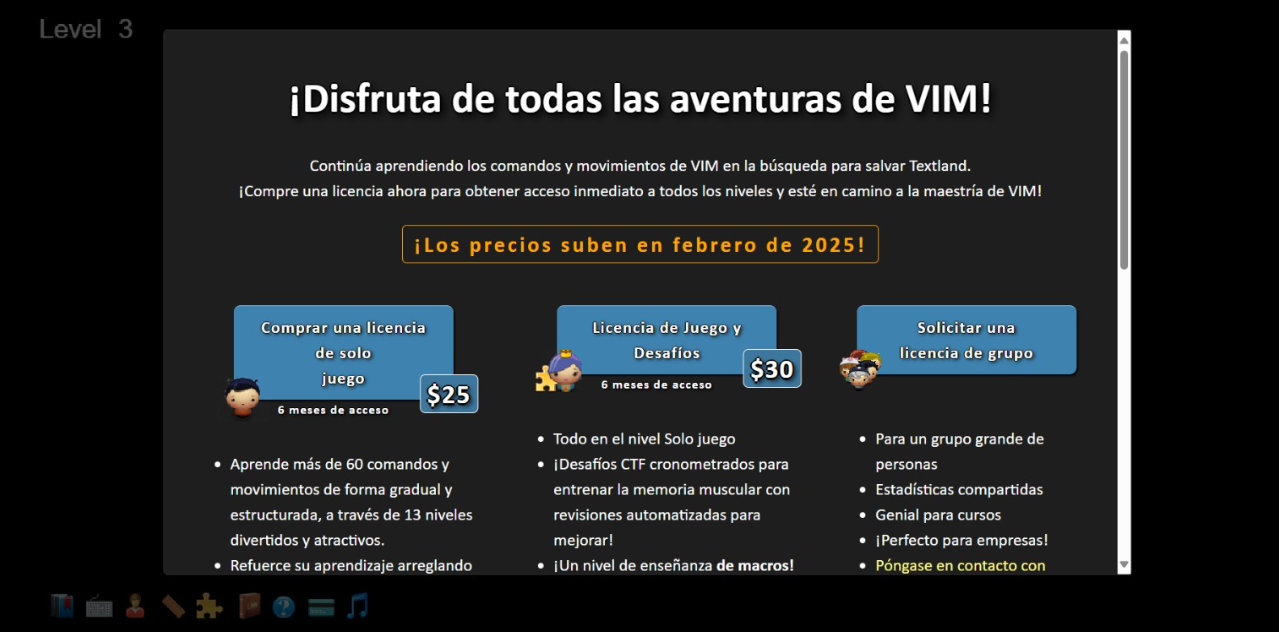 Level 3
¡Disfruta de todas las aventuras de VIM!
Continúa aprendiendo los comandos y movimientos de VIM en la búsqueda para salvar Textland.
¡Compre una licencia ahora para obtener acceso inmediato a todos los niveles y esté en camino a la maestría de VIM!
¡Los precios suben en febrero de 2025!
Comprar una licencia
de solo
juego
$25
6 meses de acceso
Aprende más de 60 comandos y
movimientos de forma gradual y
estructurada, a través de 13 niveles
divertidos y atractivos.
Refuerce su aprendizaje arreglando
Licencia de Juego y
Desafíos
$30
6 meses de acceso
Todo en el nivel Solo juego
¡Desafíos CTF cronometrados para
entrenar la memoria muscular con
revisiones automatizadas para
mejorar!
¡Un nivel de enseñanza de macros!
Solicitar una
licencia de grupo
Para un grupo grande de
personas
Estadísticas compartidas
Genial para cursos
¡Perfecto para empresas!
Póngase en contacto con